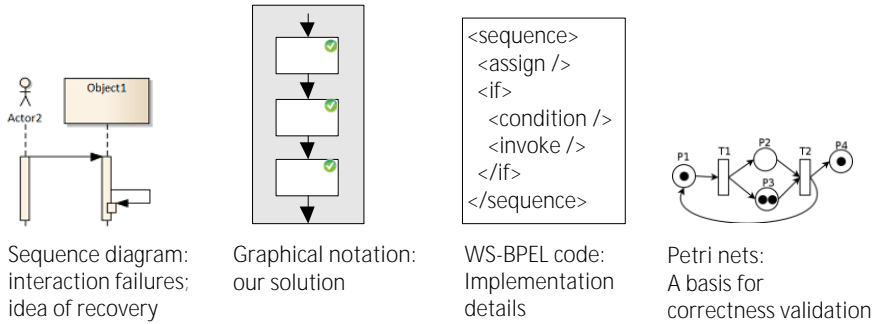 Actor2
Object1
<sequence>
<assign />
<if>
<condition />
<invoke />
</if>
</sequence>
P1
T1
P2
P3
T2
P4
Sequence diagram:
interaction failures;
idea of recovery
Graphical notation:
our solution
WS-BPEL code:
Implementation
details
Petri nets:
A basis for
correctness validation